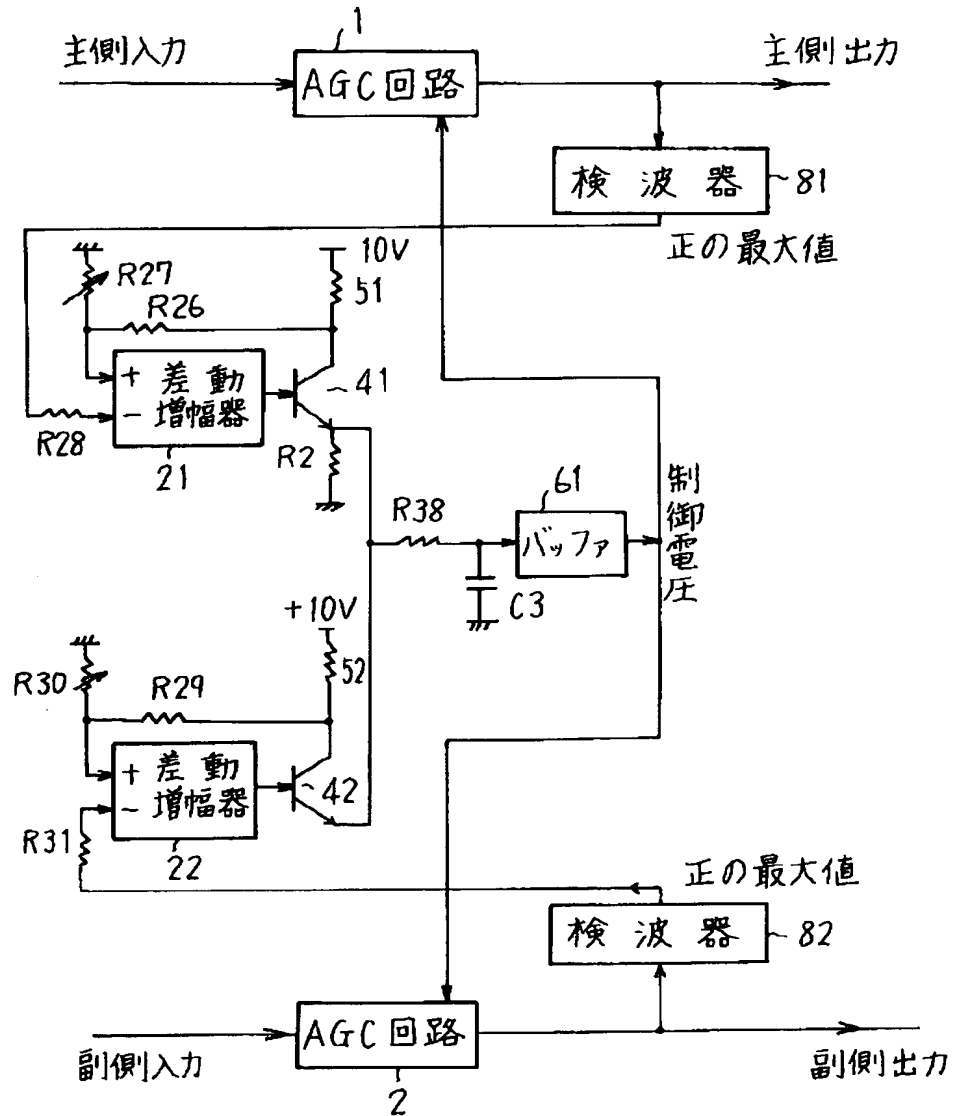 1
主側入力
AGC回路
主側出力
検波器
81
正の最大値
10V
R27
51
R26
+
差動
41
-
増幅器
R28
21
R2
61
R38
バッファ
制御電圧
C3
+10V
R30
R29
52
+
差動
42
-
増幅器
R31
22
正の最大値
検波器
82
AGC回路
副側入力
副側出力
2